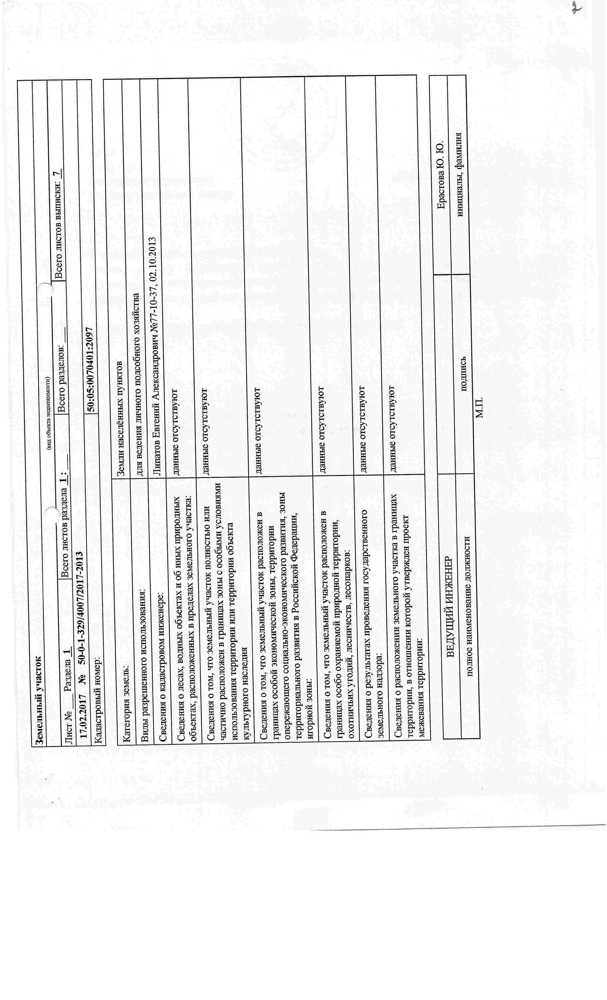 2
Земельный участок
(вид объекта недвижимости)
Лист № ___ Раздела 1 Всего листов раздела 1 : ___ Всего разделов: ___ Всего листов выписки: 7
17.02.2017 № 50-0-1-329/4007/2017-2013
Кадастровый номер: 50:05:0070401:2097
Категория земель: Земли населённых пунктов
Виды разрешенного использования: для ведения личного подсобного хозяйства
Сведения о кадастровом инженере: Липатов Евгений Александрович №77-10-37, 02.10.2013
Сведения о лесах, водных объектах и об иных природных данные отсутствуют
объектах, расположенных в пределах земельного участка:
Сведения о том, что земельный участок полностью или данные отсутствуют
частично расположен в границах зоны с особыми условиями
использования территории или территории объекта
культурного наследия
Сведения о том, что земельный участок расположен в данные отсутствуют
границах особой экономической зоны, территории
опережающего социально-экономического развития, зоны
территориального развития в Российской Федерации,
игорной зоны:
Сведения о том, что земельный участок расположен в данные отсутствуют
границах особо охраняемой природной территории,
охотничьих угодий, лесничеств, лесопарков:
Сведения о результатах проведения государственного данные отсутствуют
земельного надзора:
Сведения о расположении земельного участка в границах данные отсутствуют
территории, в отношении которой утвержден проект
межевания территории:
ВЕДУЩИЙ ИНЖЕНЕР Ерастова Ю. Ю.
полное наименование должности подпись инициалы, фамилия
М.П.